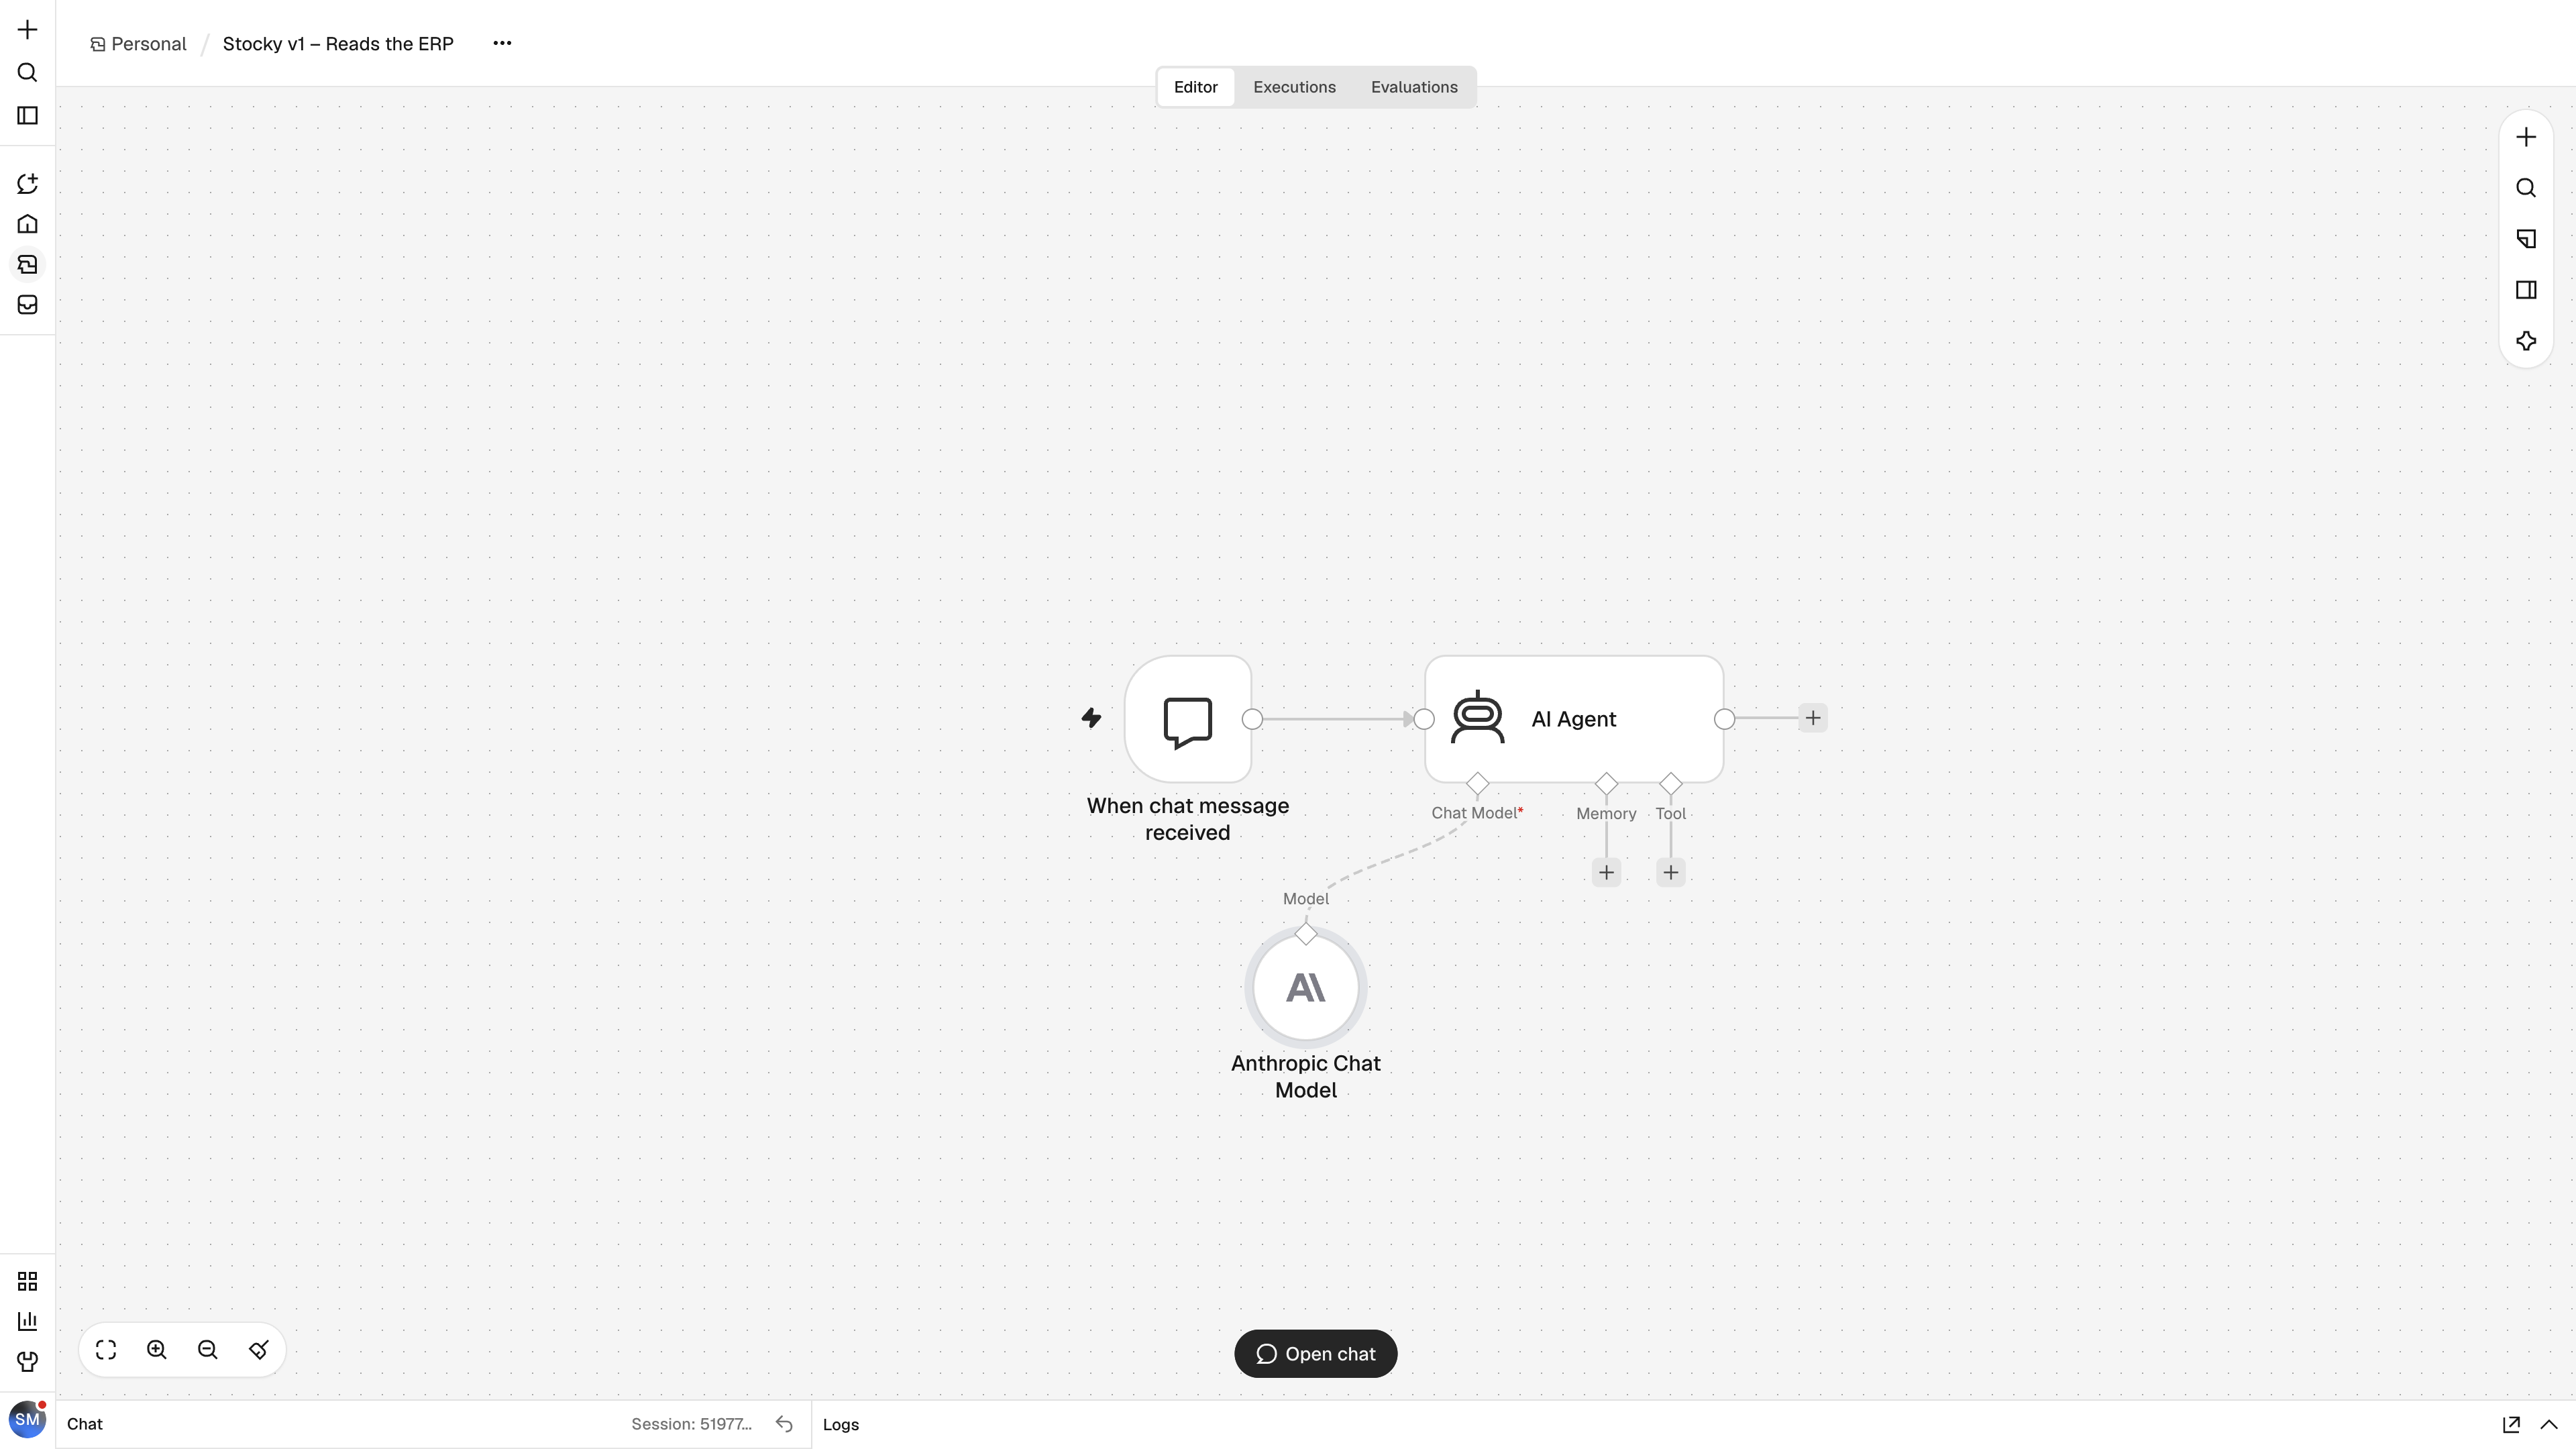 Personal / Stocky v1 – Reads the ERP
Editor Executions Evaluations
AI Agent
When chat message
received
Chat Model* Memory Tool
Model
Anthropic Chat
Model
Open chat
SM
Chat Session: 51977... Logs